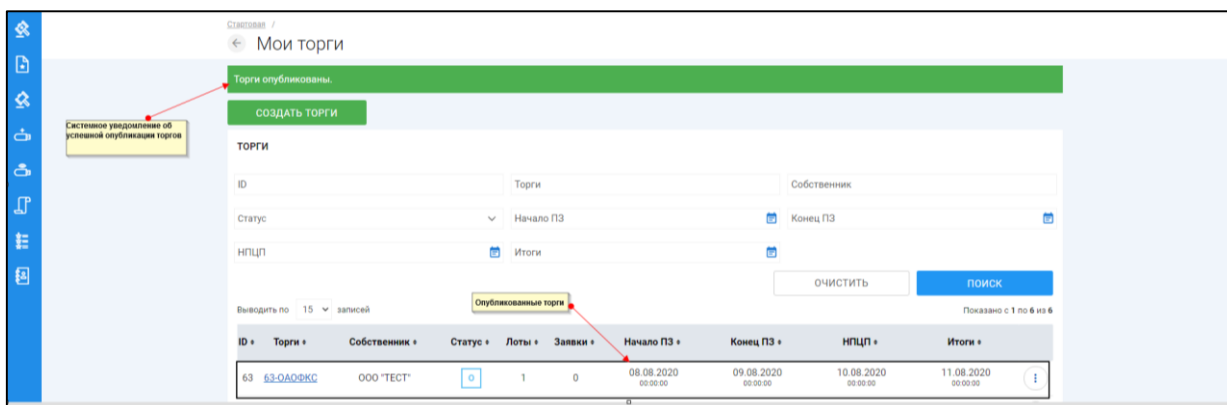 Стартовая /
Мои торги
Торги опубликованы.
СОЗДАТЬ ТОРГИ
Системное уведомление об
успешной опубликации торгов
ТОРГИ
ID Торги Собственник
Статус Начало ПЗ Конец ПЗ
НПЦП Итоги
ОЧИСТИТЬ ПОИСК
Выводить по 15 записей Показано с 1 по 6 из 6
Опубликованные торги
ID Торги Собственник Статус Лоты Заявки Начало ПЗ Конец ПЗ НПЦП Итоги
63 63-ОАОФКС ООО "ТЕСТ" О 1 0 08.08.2020 09.08.2020 10.08.2020 11.08.2020
00:00:00 00:00:00 00:00:00 00:00:00